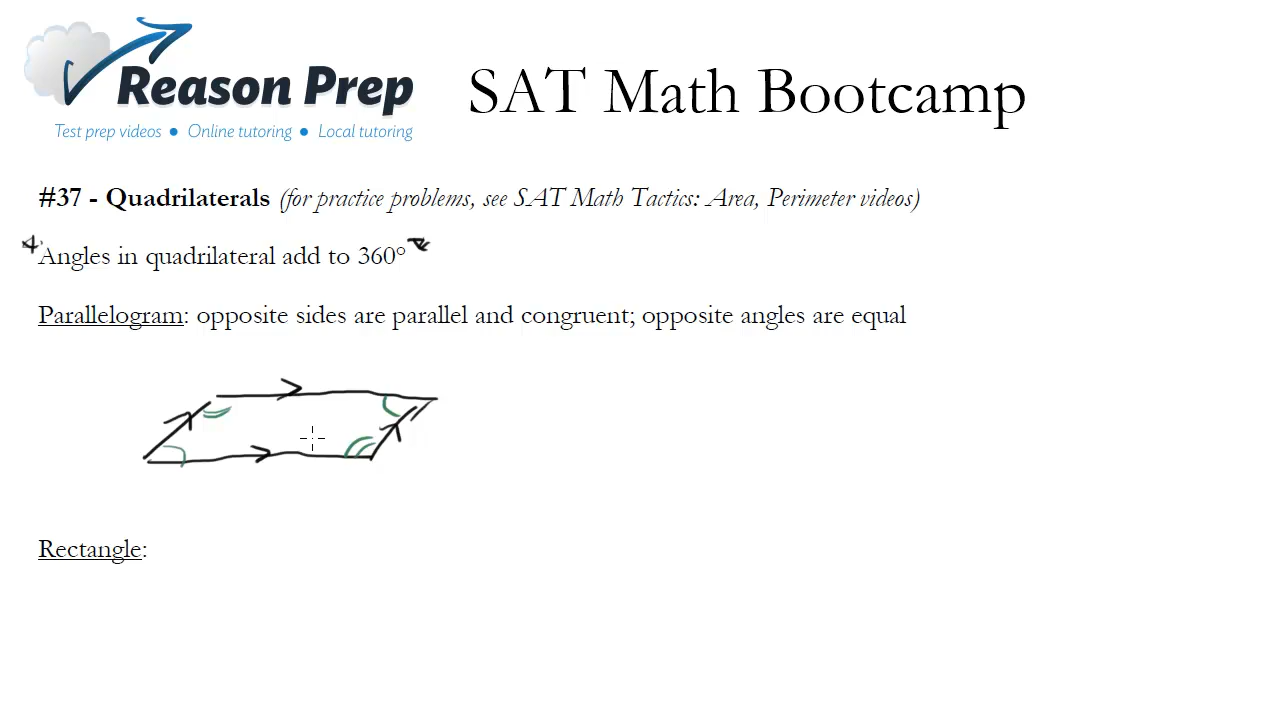 Reason Prep
Test prep videos ● Online tutoring ● Local tutoring
SAT Math Bootcamp
#37 - Quadrilaterals (for practice problems, see SAT Math Tactics: Area, Perimeter videos)
Angles in quadrilateral add to 360°
Parallelogram: opposite sides are parallel and congruent; opposite angles are equal
Rectangle: